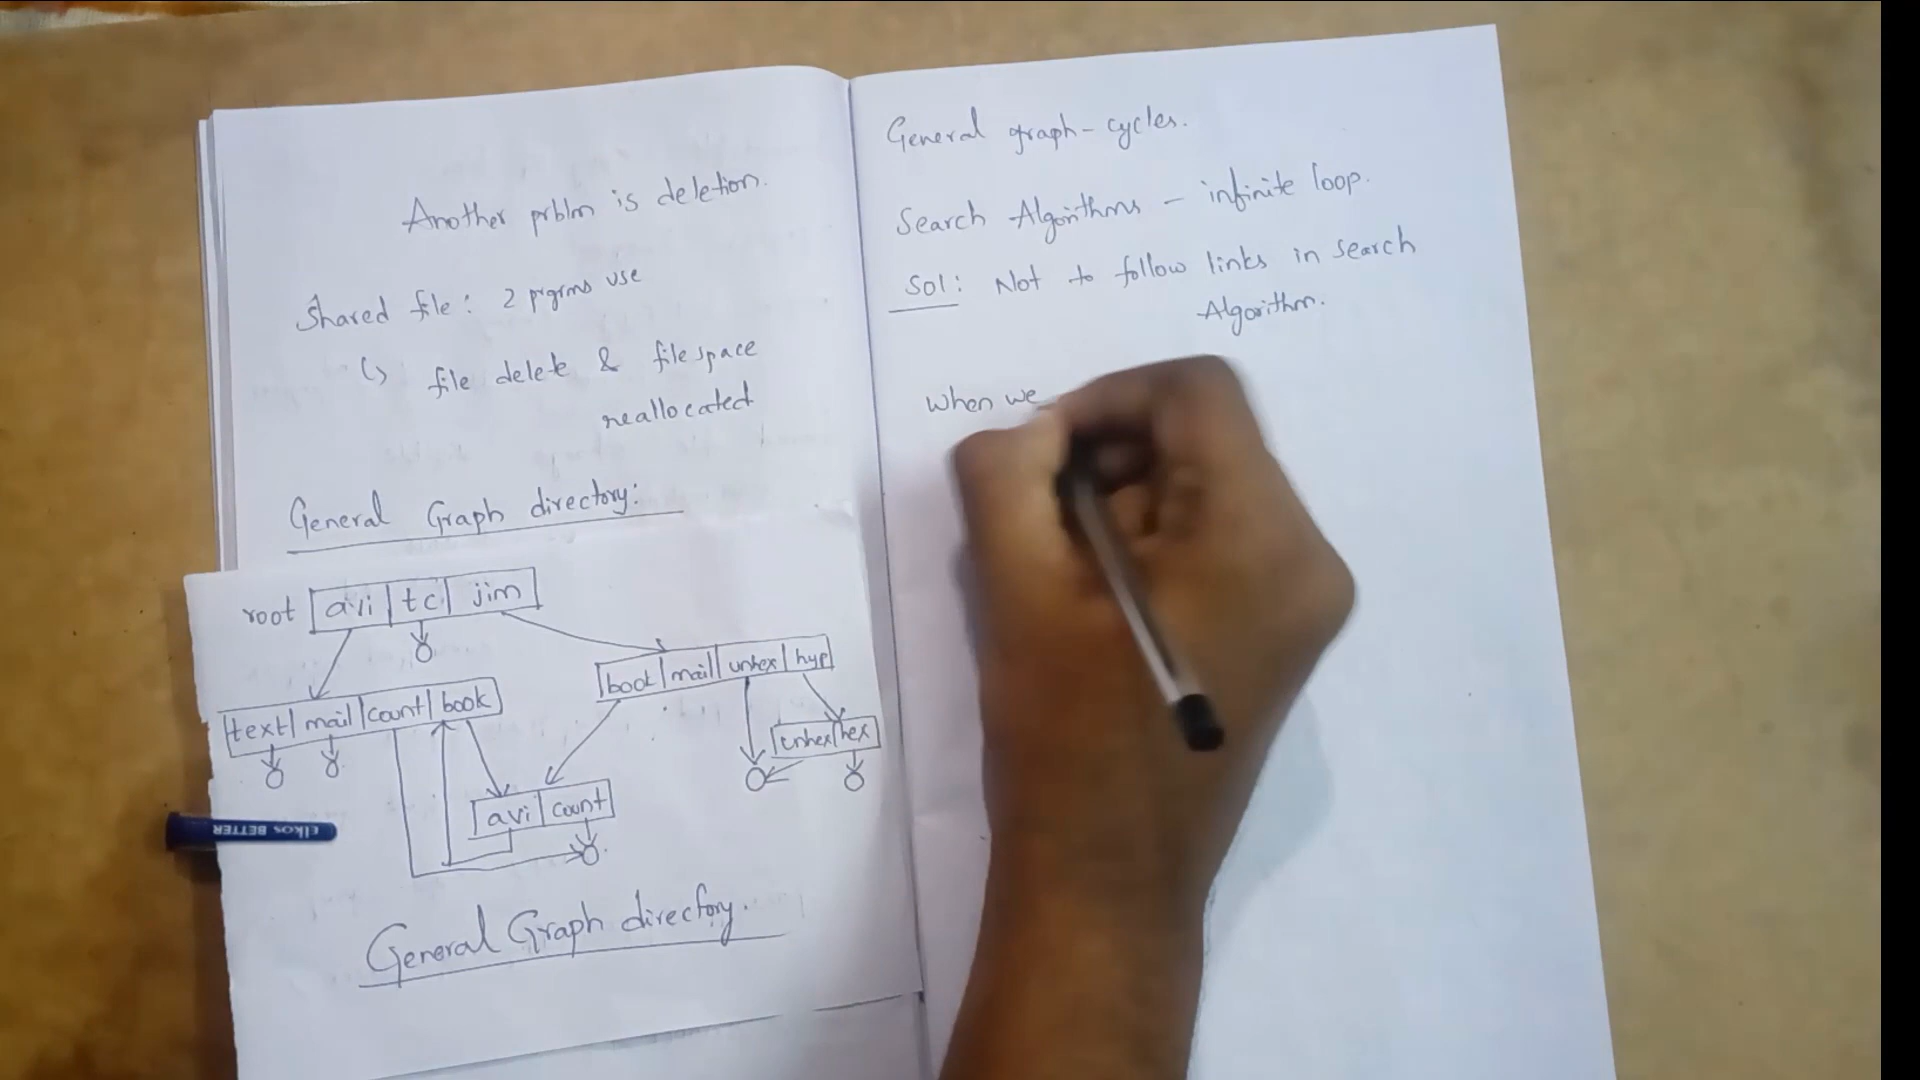 Another prblm is deletion.
Shared file: 2 prgrms use
file delete & filespace
reallocated
General Graph directory:
root avi tc jim
book mail unhex hyp
text mail count book
unhex hex
avi count
elkos BETTER
General Graph directory.
General graph - cycles.
Search Algorithms - infinite loop.
Sol: Not to follow links in search
Algorithm.
When we